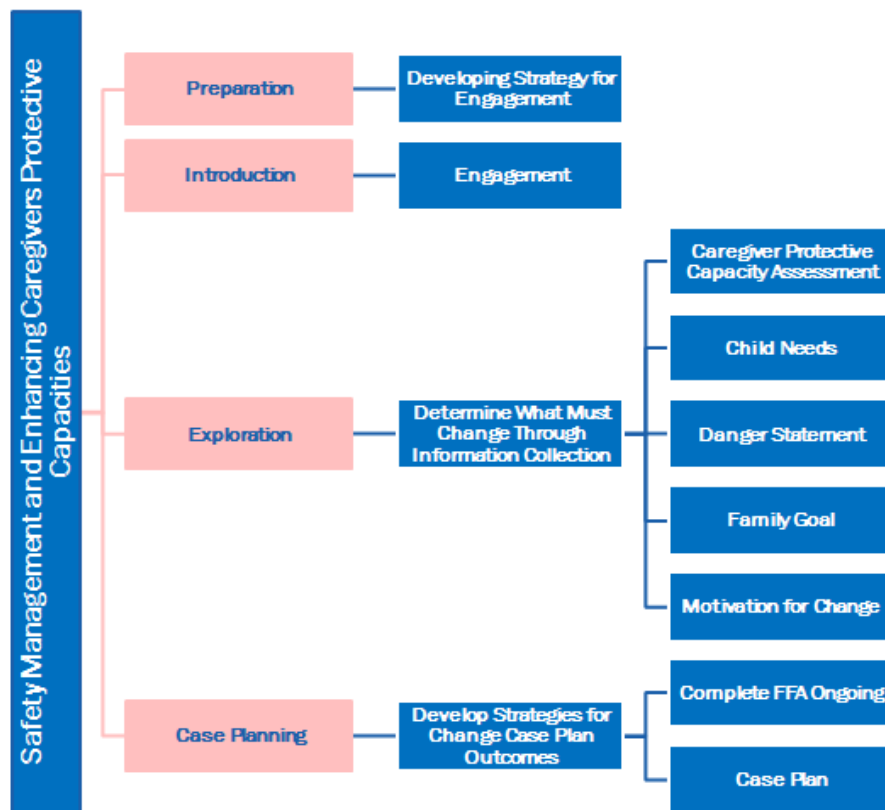 Safety Management and Enhancing Caregivers Protective
Capacities
Preparation
Developing Strategy for
Engagement
Introduction
Engagement
Exploration
Determine What Must
Change Through
Information Collection
Caregiver Protective
Capacity Assessment
Child Needs
Danger Statement
Family Goal
Motivation for Change
Case Planning
Develop Strategies for
Change Case Plan
Outcomes
Complete FFA Ongoing
Case Plan